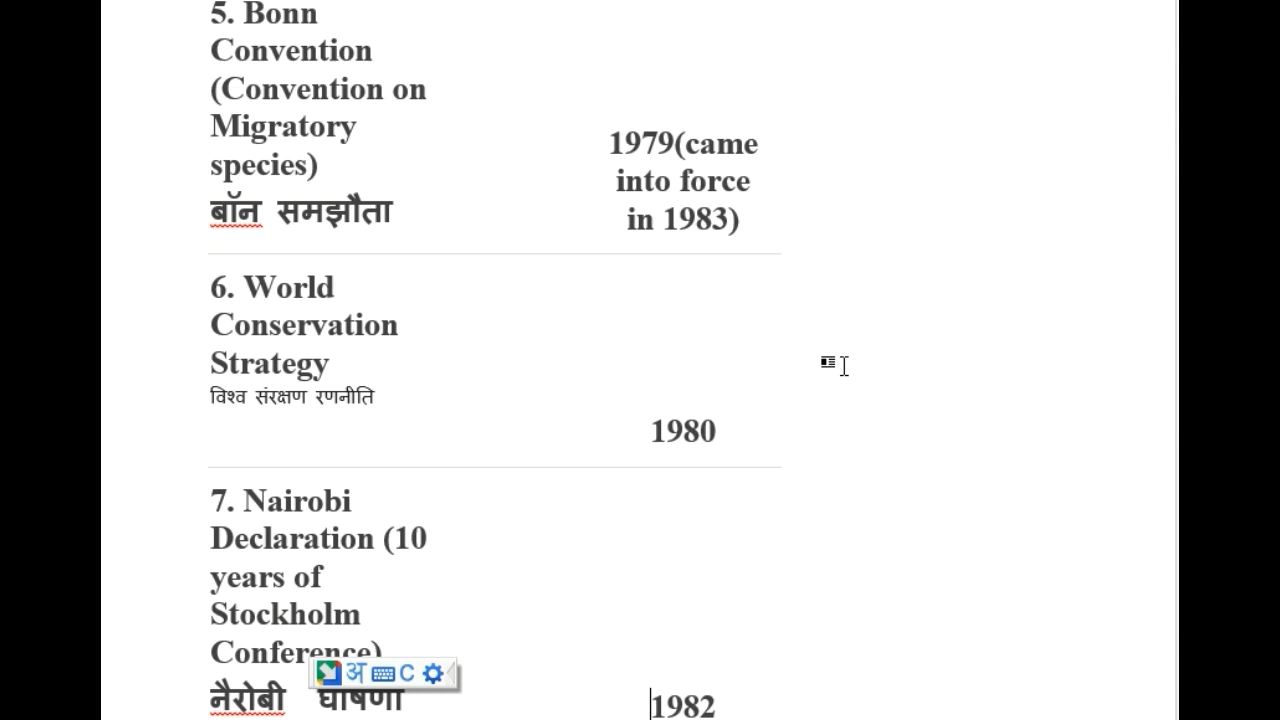 5. Bonn
Convention
(Convention on
Migratory
species)
बॉन समझौता
1979(came
into force
in 1983)
6. World
Conservation
Strategy
विश्व संरक्षण रणनीति
1980
7. Nairobi
Declaration (10
years of
Stockholm
Conference)
नैरोबी घोषणा
1982
अ C